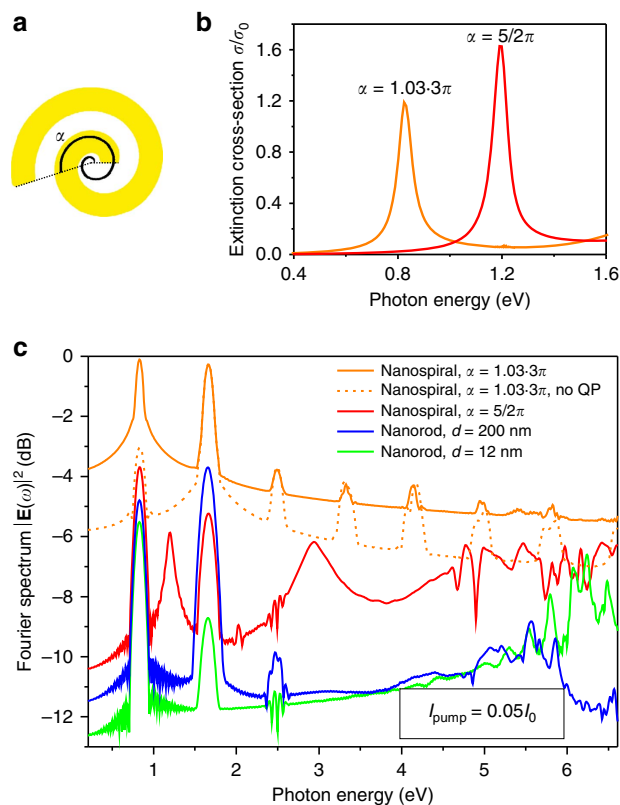 a
α
b
Extinction cross-section σ/σ0
1.6
1.2
0.8
0.4
0.0
α = 5/2π
α = 1.03·3π
0.4 0.8 1.2 1.6
Photon energy (eV)
c
Fourier spectrum |E(ω)|² (dB)
0
−2
−4
−6
−8
−10
−12
Nanospiral, α = 1.03·3π
Nanospiral, α = 1.03·3π, no QP
Nanospiral, α = 5/2π
Nanorod, d = 200 nm
Nanorod, d = 12 nm
Ipump = 0.05I0
1 2 3 4 5 6
Photon energy (eV)